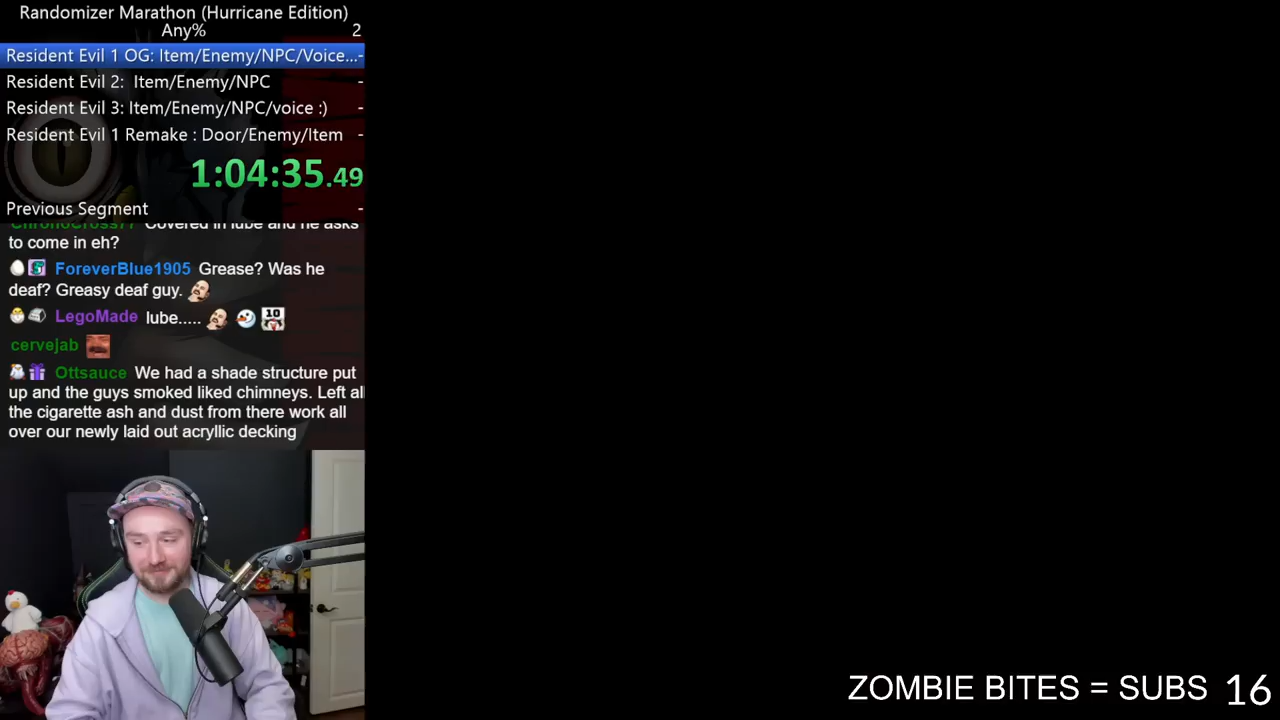 Randomizer Marathon (Hurricane Edition)
Any% 2
Resident Evil 1 OG: Item/Enemy/NPC/Voice... -
Resident Evil 2:  Item/Enemy/NPC -
Resident Evil 3: Item/Enemy/NPC/voice :) -
Resident Evil 1 Remake : Door/Enemy/Item -
1:04:35.49
Previous Segment -
ChronoCross77 Covered in lube and he asks
to come in eh?
ForeverBlue1905 Grease? Was he
deaf? Greasy deaf guy.
LegoMade lube..... 10
cervejab
Ottsauce We had a shade structure put
up and the guys smoked liked chimneys. Left all
the cigarette ash and dust from there work all
over our newly laid out acryllic decking
ZOMBIE BITES = SUBS 16